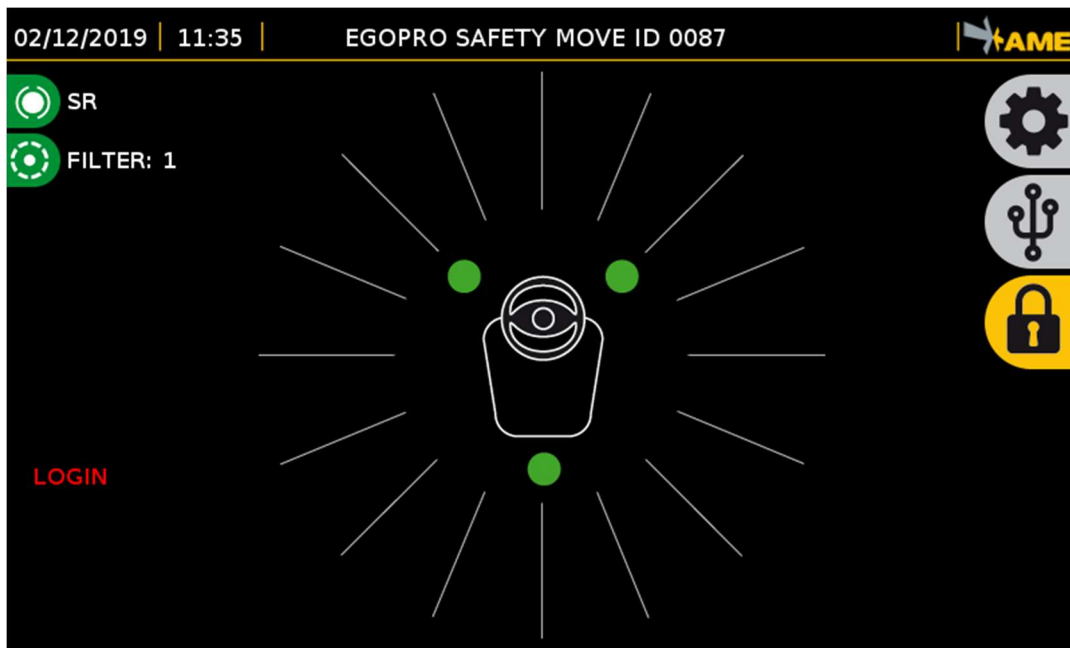 02/12/2019 11:35 EGOPRO SAFETY MOVE ID 0087 AME
SR
FILTER: 1
LOGIN